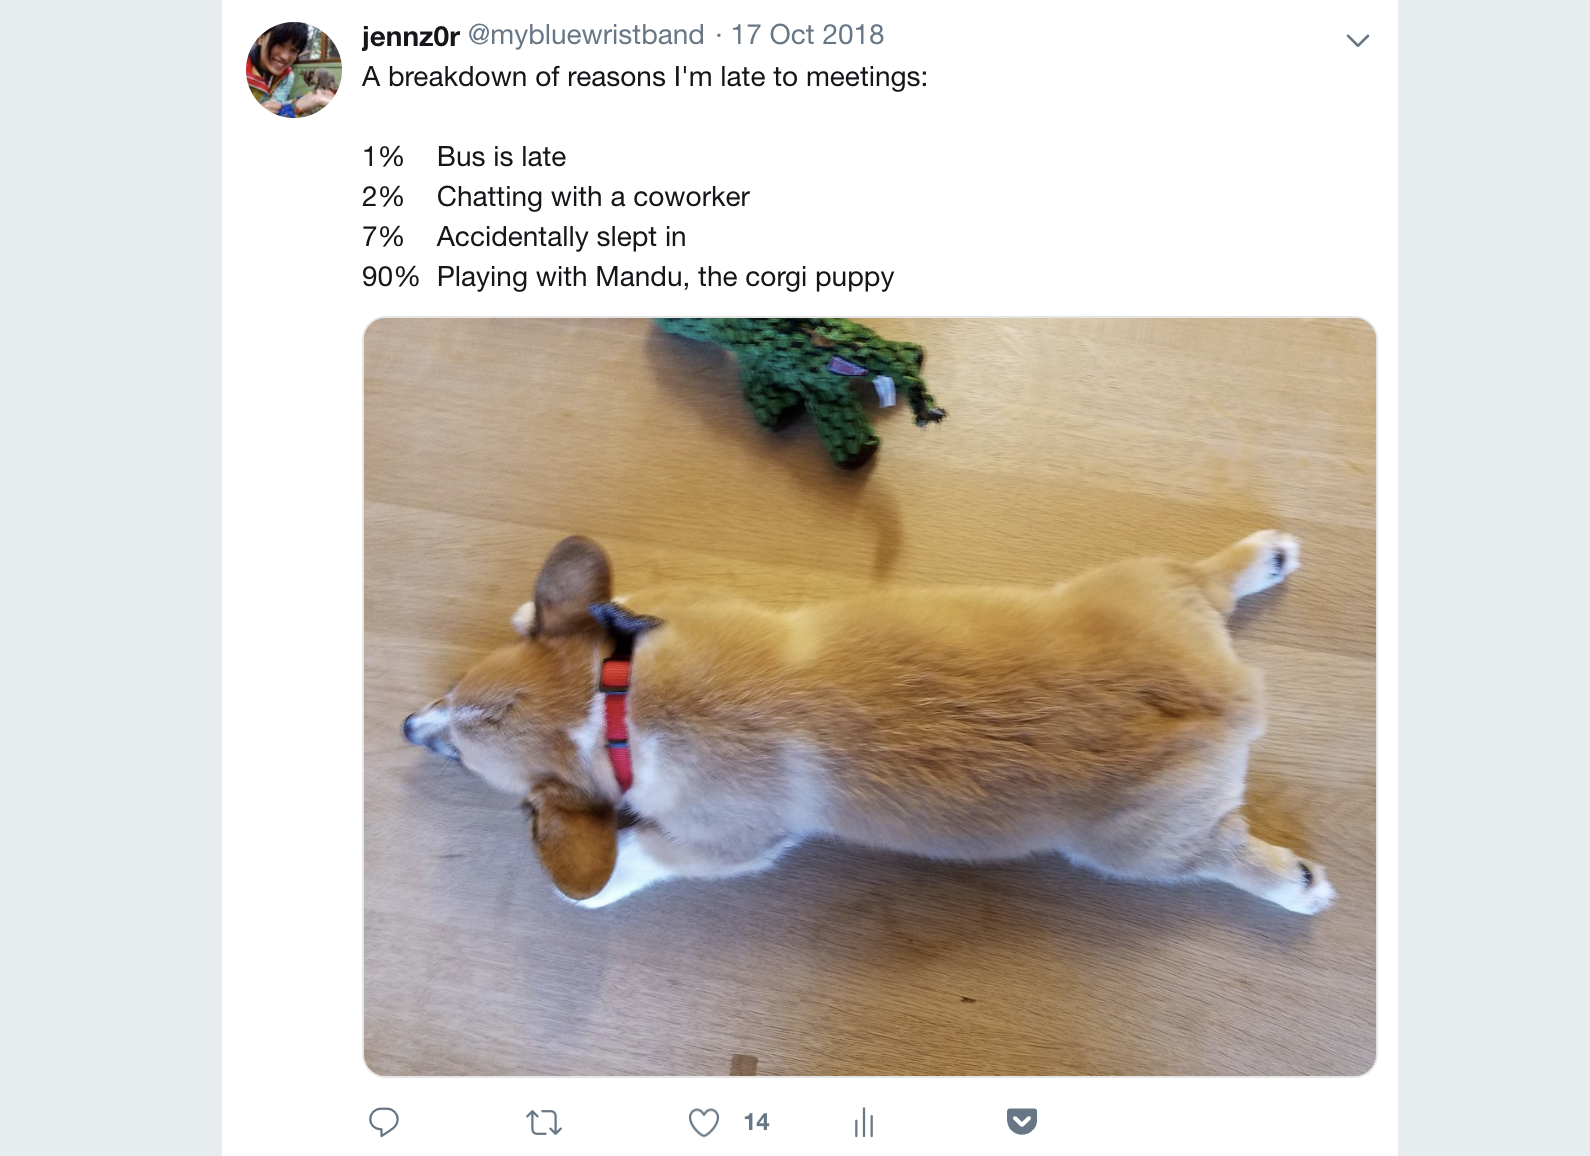 jennz0r @mybluewristband · 17 Oct 2018
A breakdown of reasons I'm late to meetings:
1% Bus is late
2% Chatting with a coworker
7% Accidentally slept in
90% Playing with Mandu, the corgi puppy
14